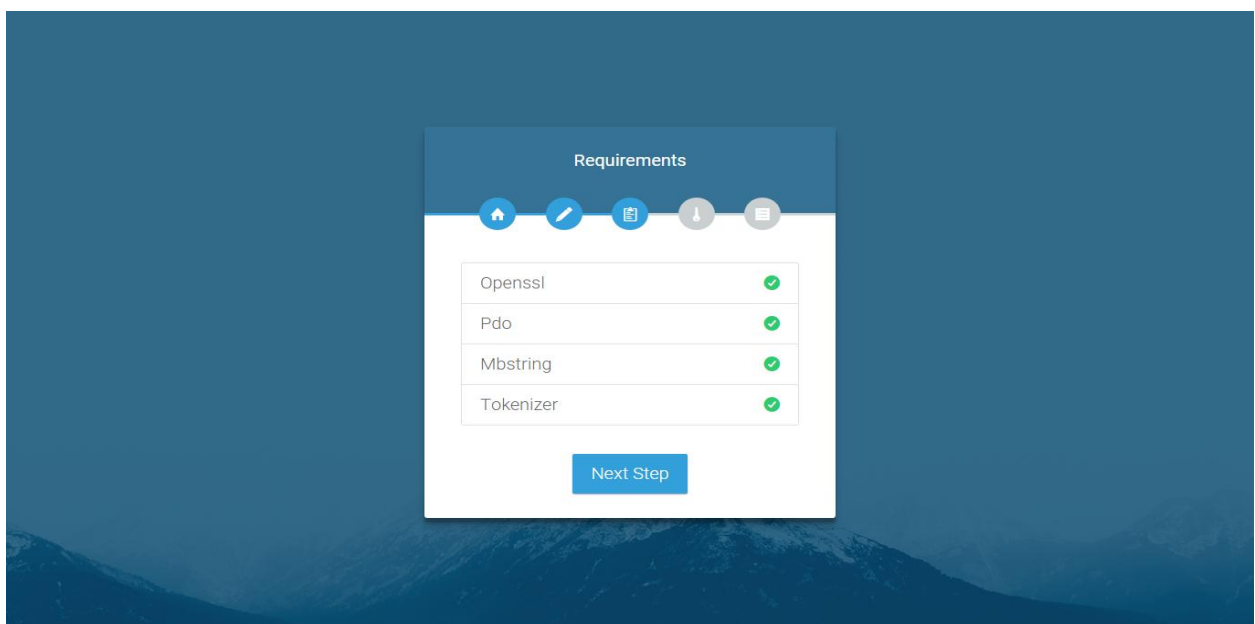 Requirements
Openssl
Pdo
Mbstring
Tokenizer
Next Step